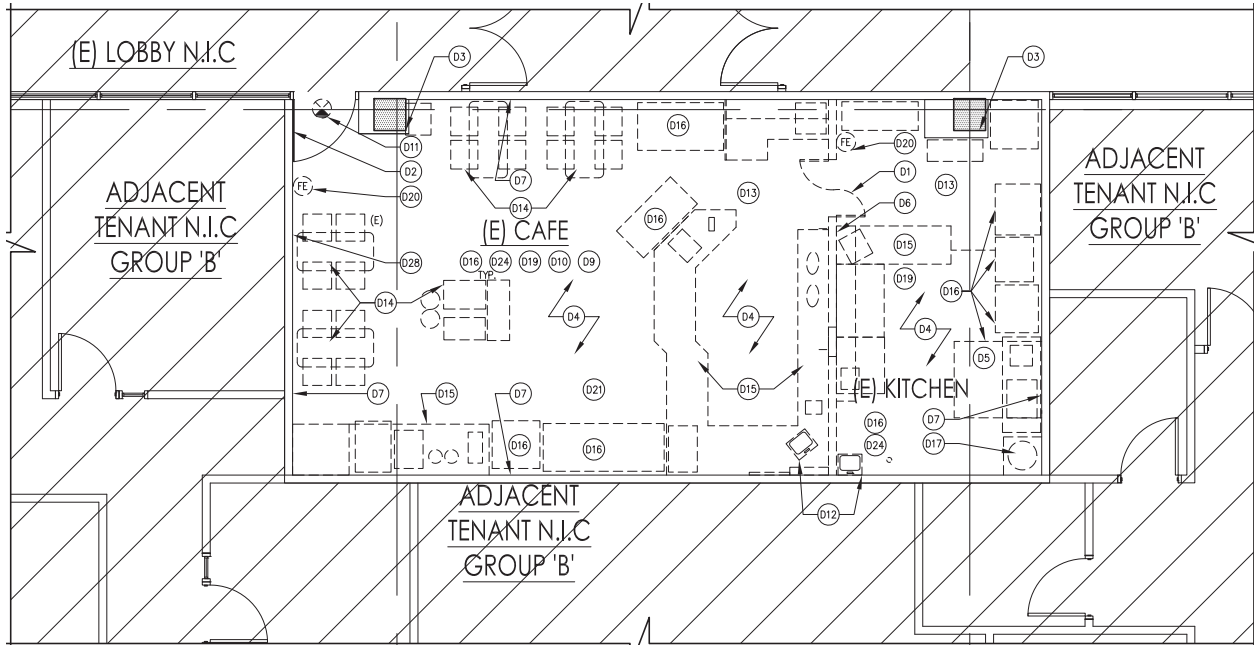 (E) LOBBY N.I.C
D3
D3
D11
D2
FE
D20
D16
D7
D14
(E) CAFE
D13
FE
D20
D1
D13
D6
ADJACENT
TENANT N.I.C
GROUP 'B'
ADJACENT
TENANT N.I.C
GROUP 'B'
(E)
D28
D16
D15
D16
D24
D19
D10
D9
TYP.
D19
D14
D16
D4
D4
D4
D5
D7
D15
D7
D21
D15
(E) KITCHEN
D7
D16
D16
D16
D24
D17
D12
ADJACENT
TENANT N.I.C
GROUP 'B'